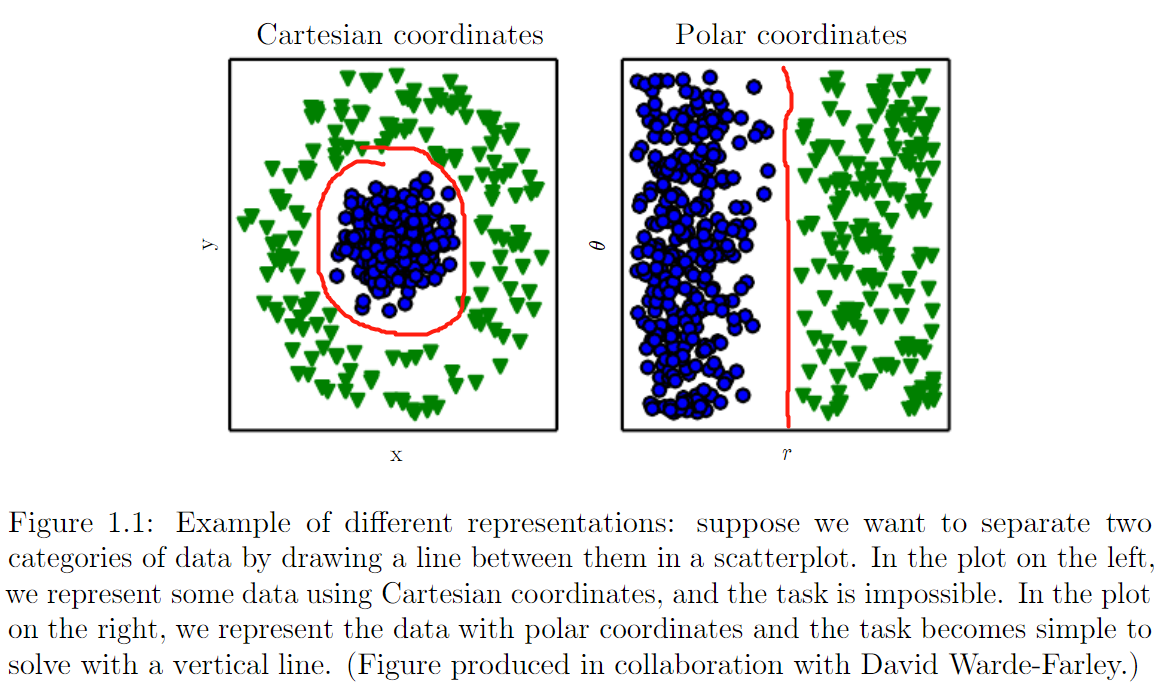 Cartesian coordinates
Polar coordinates
y
x
θ
r
Figure 1.1: Example of different representations: suppose we want to separate two
categories of data by drawing a line between them in a scatterplot. In the plot on the left,
we represent some data using Cartesian coordinates, and the task is impossible. In the plot
on the right, we represent the data with polar coordinates and the task becomes simple to
solve with a vertical line. (Figure produced in collaboration with David Warde-Farley.)